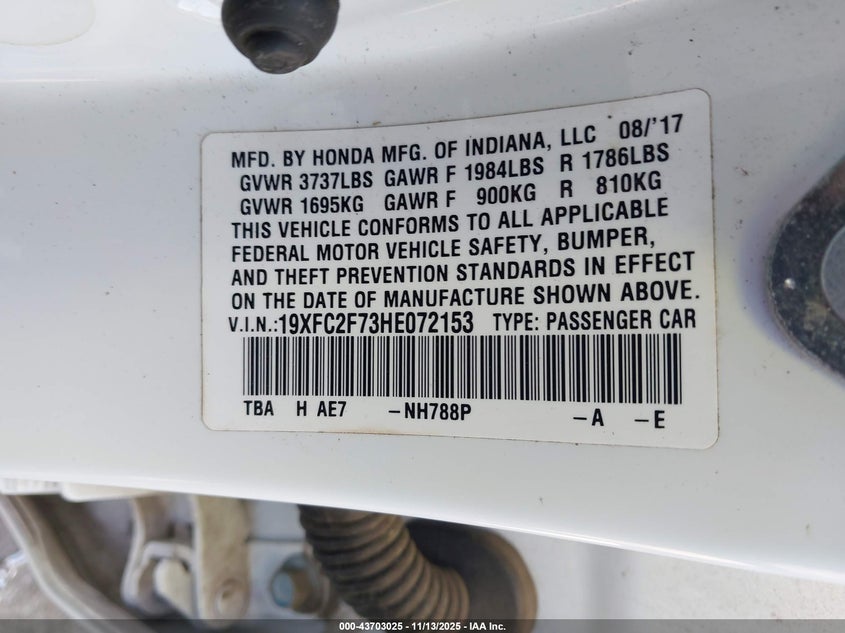 MFD. BY HONDA MFG. OF INDIANA, LLC 08/'17
GVWR 3737LBS GAWR F 1984LBS R 1786LBS
GVWR 1695KG GAWR F 900KG R 810KG
THIS VEHICLE CONFORMS TO ALL APPLICABLE
FEDERAL MOTOR VEHICLE SAFETY, BUMPER,
AND THEFT PREVENTION STANDARDS IN EFFECT
ON THE DATE OF MANUFACTURE SHOWN ABOVE.
V.I.N.:19XFC2F73HE072153 TYPE: PASSENGER CAR
TBA H AE7 -NH788P -A -E
000-43703025 | 11/13/2025 - IAA Inc.